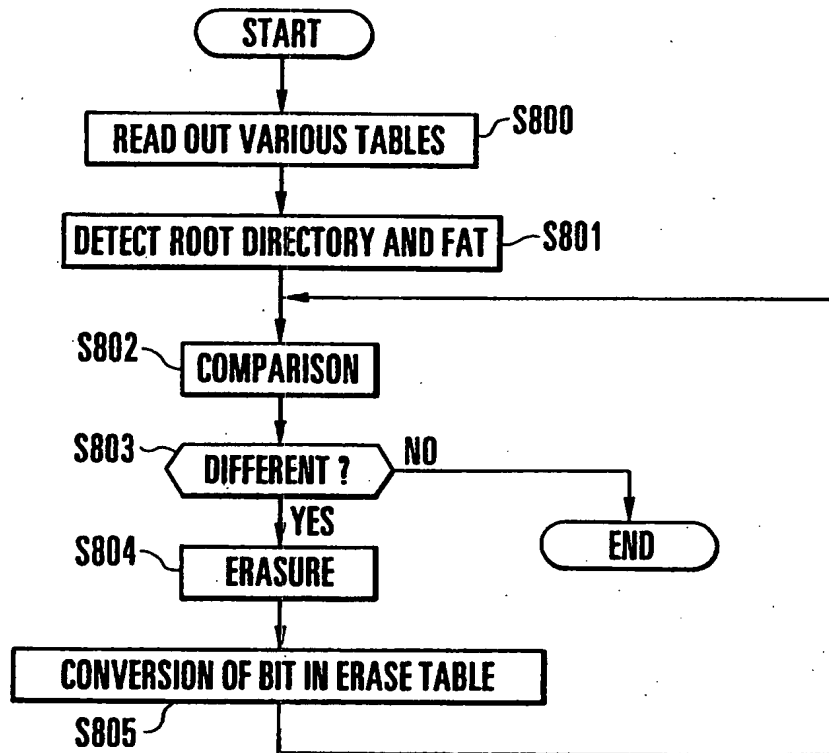 START
READ OUT VARIOUS TABLES
S800
DETECT ROOT DIRECTORY AND FAT
S801
S802
COMPARISON
S803
DIFFERENT ?
NO
YES
S804
ERASURE
END
CONVERSION OF BIT IN ERASE TABLE
S805